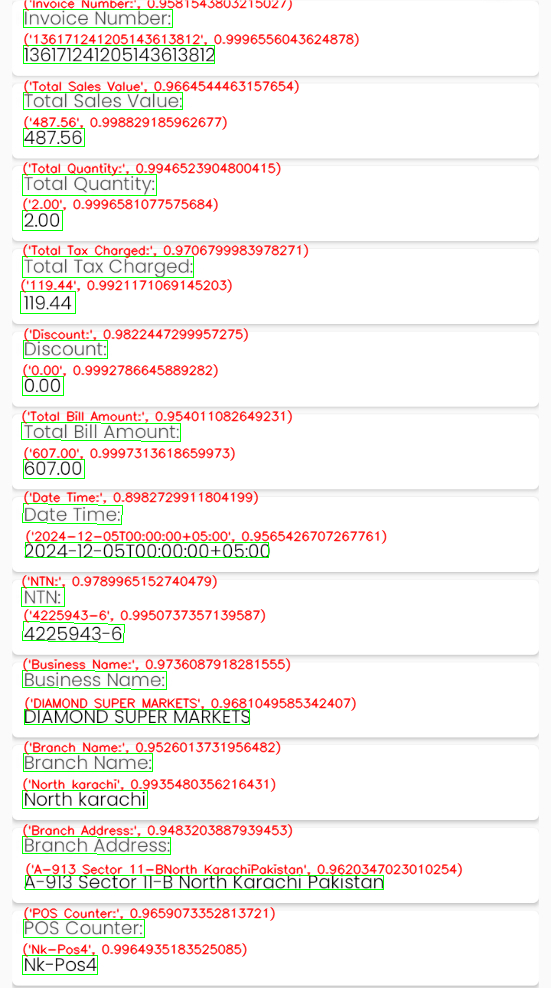 ('Invoice Number:', 0.9581543803215027)
Invoice Number:
('136171241205143613812', 0.9996556043624878)
136171241205143613812
('Total Sales Value', 0.9664544463157654)
Total Sales Value:
('487.56', 0.998829185962677)
487.56
('Total Quantity:', 0.9946523904800415)
Total Quantity:
('2.00', 0.9996581077575684)
2.00
('Total Tax Charged:', 0.9706799983978271)
Total Tax Charged:
('119.44', 0.9921171069145203)
119.44
('Discount:', 0.9822447299957275)
Discount:
('0.00', 0.9992786645889282)
0.00
('Total Bill Amount:', 0.954011082649231)
Total Bill Amount:
('607.00', 0.9997313618659973)
607.00
('Date Time:', 0.8982729911804199)
Date Time:
('2024-12-05T00:00:00+05:00', 0.9565426707267761)
2024-12-05T00:00:00+05:00
('NTN:', 0.9789965152740479)
NTN:
('4225943-6', 0.9950737357139587)
4225943-6
('Business Name:', 0.9736087918281555)
Business Name:
('DIAMOND SUPER MARKETS', 0.9681049585342407)
DIAMOND SUPER MARKETS
('Branch Name:', 0.9526013731956482)
Branch Name:
('North karachi', 0.9935480356216431)
North karachi
('Branch Address:', 0.9483203887939453)
Branch Address:
('A-913 Sector 11-BNorth KarachiPakistan', 0.9620347023010254)
A-913 Sector 11-B North Karachi Pakistan
('POS Counter:', 0.9659073352813721)
POS Counter:
('Nk-Pos4', 0.9964935183525085)
Nk-Pos4